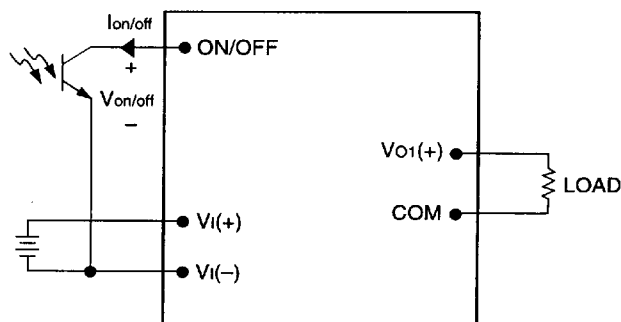 Ion/off
ON/OFF
+
Von/off
–
VO1(+)
LOAD
COM
VI(+)
VI(–)